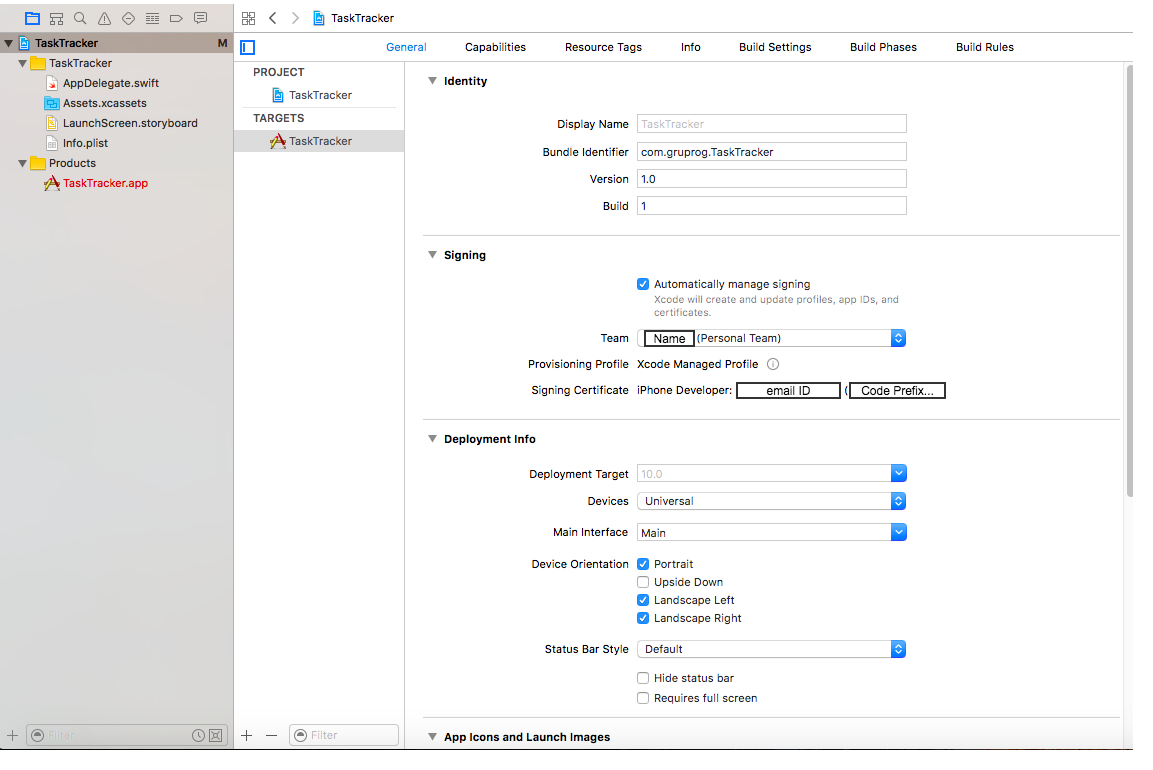 TaskTracker
TaskTracker M
General Capabilities Resource Tags Info Build Settings Build Phases Build Rules
TaskTracker
AppDelegate.swift
Assets.xcassets
LaunchScreen.storyboard
Info.plist
Products
TaskTracker.app
Filter
PROJECT
TaskTracker
TARGETS
TaskTracker
Filter
Identity
Display Name TaskTracker
Bundle Identifier com.gruprog.TaskTracker
Version 1.0
Build 1
Signing
Automatically manage signing
Xcode will create and update profiles, app IDs, and
certificates.
Team Name (Personal Team)
Provisioning Profile Xcode Managed Profile
Signing Certificate iPhone Developer: email ID ( Code Prefix...
Deployment Info
Deployment Target 10.0
Devices Universal
Main Interface Main
Device Orientation Portrait
Upside Down
Landscape Left
Landscape Right
Status Bar Style Default
Hide status bar
Requires full screen
App Icons and Launch Images